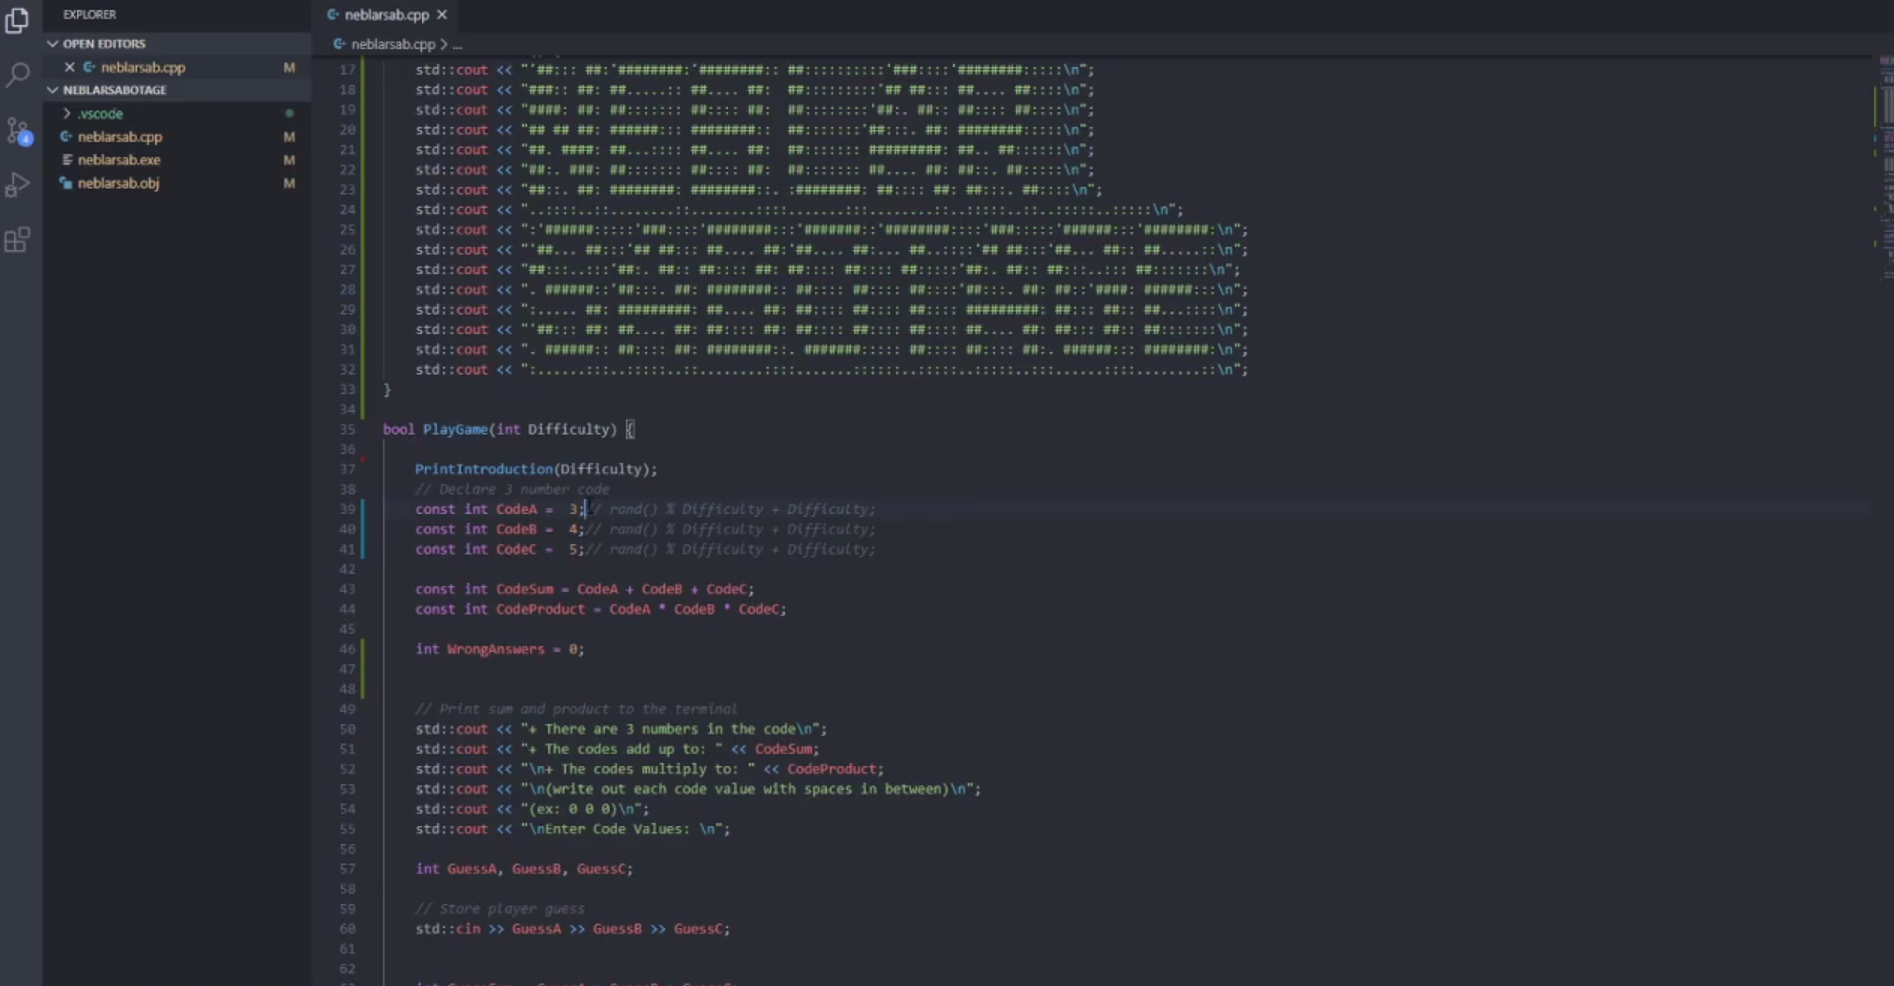 EXPLORER
OPEN EDITORS
neblarsab.cpp M
NEBLARSABOTAGE
.vscode
neblarsab.cpp M
neblarsab.exe M
neblarsab.obj M
4
neblarsab.cpp
neblarsab.cpp > ...
17 std::cout << "'##::: ##:'########:'########:: ##::::::::::'###::::'########:::::\n";
18 std::cout << "###:: ##: ##.....:: ##.... ##:  ##:::::::::'## ##::: ##.... ##::::\n";
19 std::cout << "####: ##: ##::::::: ##:::: ##:  ##::::::::'##:. ##:: ##:::: ##::::\n";
20 std::cout << "## ## ##: ######::: ########::  ##:::::::'##:::. ##: ########:::::\n";
21 std::cout << "##. ####: ##...:::: ##.... ##:  ##::::::: #########: ##.. ##::::::\n";
22 std::cout << "##:. ###: ##::::::: ##:::: ##:  ##::::::: ##.... ##: ##::. ##:::::\n";
23 std::cout << "##::. ##: ########: ########::. :########: ##:::: ##: ##:::. ##::::\n";
24 std::cout << "..::::..::........::........::::........:::........::..:::::..::..:::::..:::::\n";
25 std::cout << ":'######:::::'###::::'########:::'#######::'########::::'###:::::'######:::'########:\n";
26 std::cout << "'##... ##:::'## ##::: ##.... ##:'##.... ##:... ##..::::'## ##:::'##... ##:: ##.....::\n";
27 std::cout << "##:::..:::'##:. ##:: ##:::: ##: ##:::: ##:::: ##:::::'##:. ##:: ##:::..::: ##:::::::\n";
28 std::cout << ". ######::'##:::. ##: ########:: ##:::: ##:::: ##::::'##:::. ##: ##::'####: ######:::\n";
29 std::cout << ":..... ##: #########: ##.... ##: ##:::: ##:::: ##:::: #########: ##::: ##:: ##...::::\n";
30 std::cout << "'##::: ##: ##.... ##: ##:::: ##: ##:::: ##:::: ##:::: ##.... ##: ##::: ##:: ##:::::::\n";
31 std::cout << ". ######:: ##:::: ##: ########::. #######::::: ##:::: ##:::: ##:. ######::: ########:\n";
32 std::cout << ":......:::..:::::..::........::::.......::::::..:::::..:::::..:::......::::........::\n";
33 }
34
35 bool PlayGame(int Difficulty) {
36
37 PrintIntroduction(Difficulty);
38 // Declare 3 number code
39 const int CodeA =  3;// rand() % Difficulty + Difficulty;
40 const int CodeB =  4;// rand() % Difficulty + Difficulty;
41 const int CodeC =  5;// rand() % Difficulty + Difficulty;
42
43 const int CodeSum = CodeA + CodeB + CodeC;
44 const int CodeProduct = CodeA * CodeB * CodeC;
45
46 int WrongAnswers = 0;
47
48
49 // Print sum and product to the terminal
50 std::cout << "+ There are 3 numbers in the code\n";
51 std::cout << "+ The codes add up to: " << CodeSum;
52 std::cout << "\n+ The codes multiply to: " << CodeProduct;
53 std::cout << "\n(write out each code value with spaces in between)\n";
54 std::cout << "(ex: 0 0 0)\n";
55 std::cout << "\nEnter Code Values: \n";
56
57 int GuessA, GuessB, GuessC;
58
59 // Store player guess
60 std::cin >> GuessA >> GuessB >> GuessC;
61
62